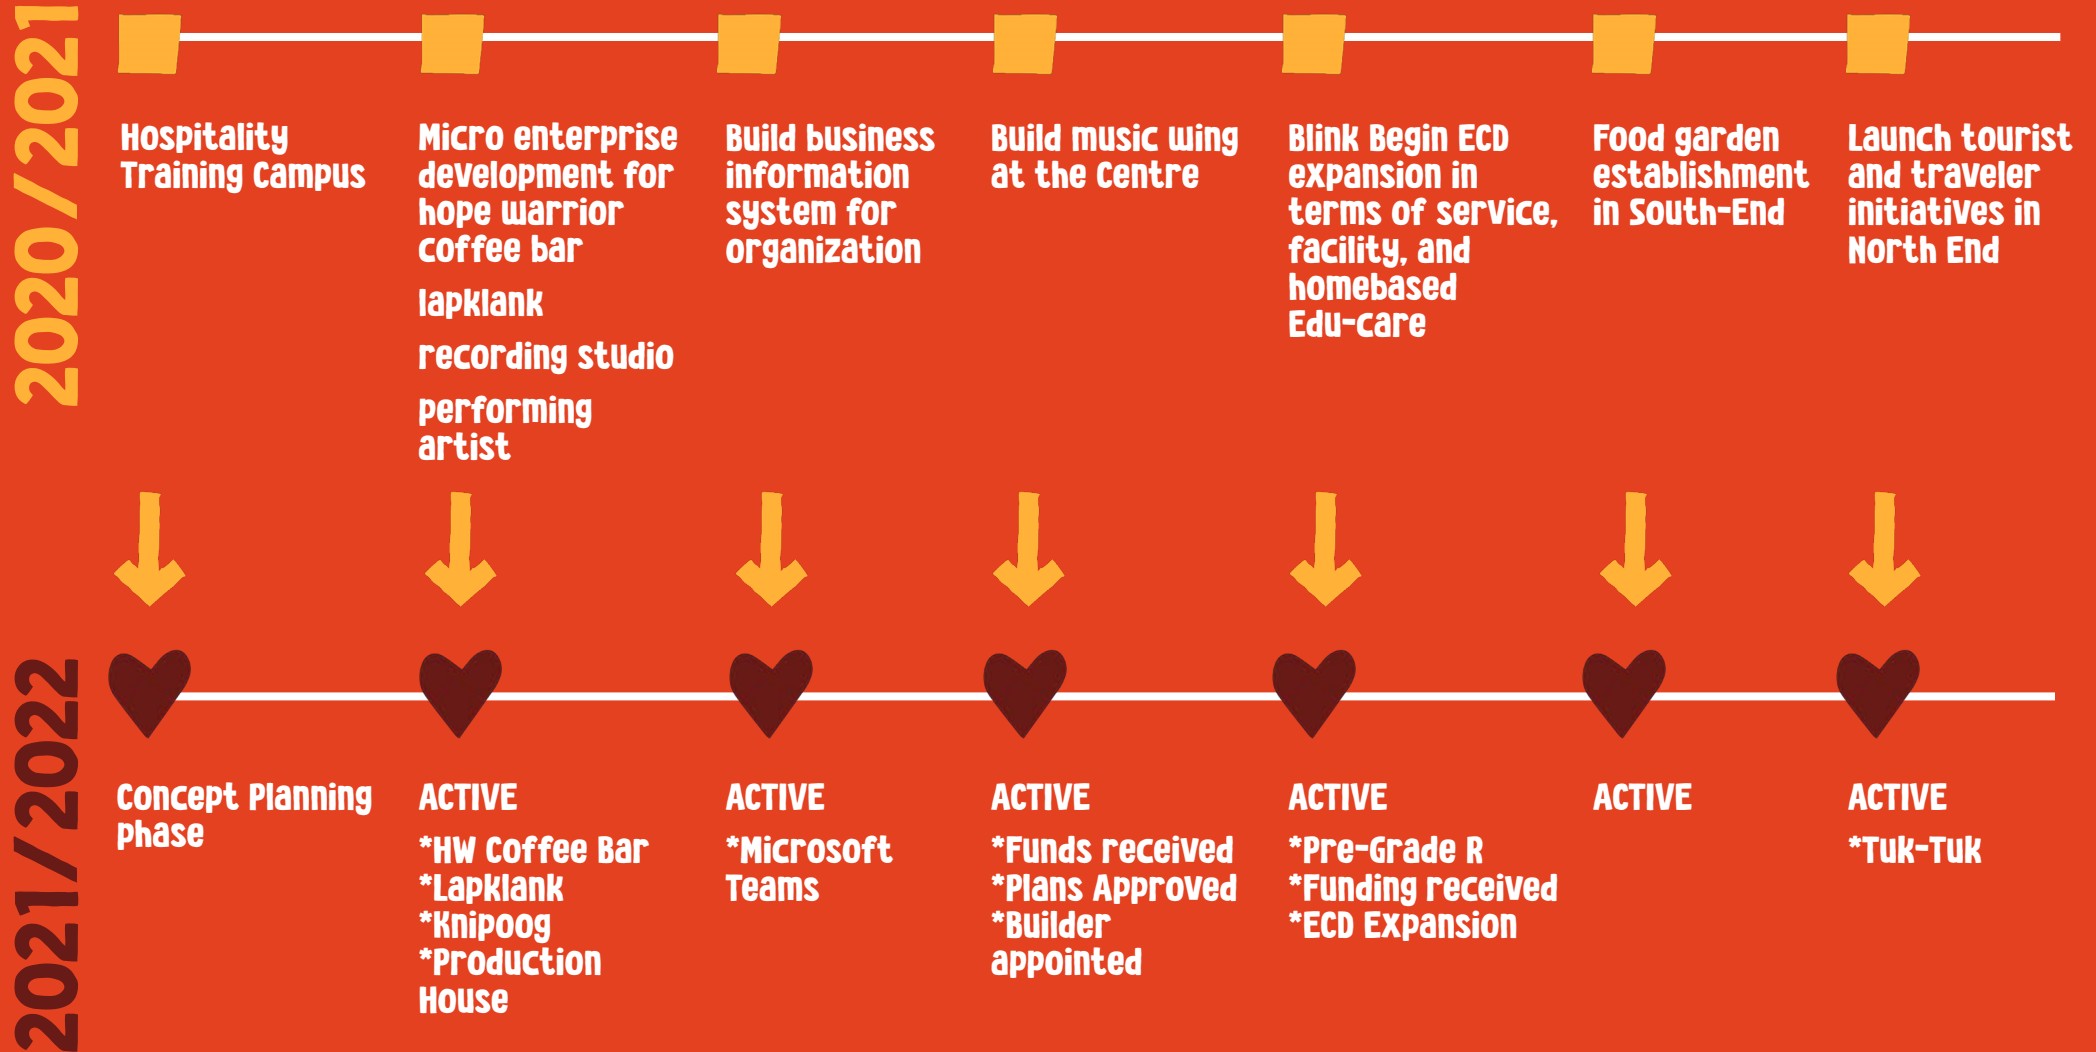 2020/2021
Hospitality
Training Campus
Micro enterprise
development for
hope warrior
coffee bar
lapklank
recording studio
performing
artist
Build business
information
system for
organization
Build music wing
at the Centre
Blink Begin ECD
expansion in
terms of service,
facility, and
homebased
Edu-care
Food garden
establishment
in South-End
Launch tourist
and traveler
initiatives in
North End
2021/2022
Concept Planning
phase
ACTIVE
*HW Coffee Bar
*Lapklank
*Knipoog
*Production
House
ACTIVE
*Microsoft
Teams
ACTIVE
*Funds received
*Plans Approved
*Builder
appointed
ACTIVE
*Pre-Grade R
*Funding received
*ECD Expansion
ACTIVE
ACTIVE
*Tuk-Tuk